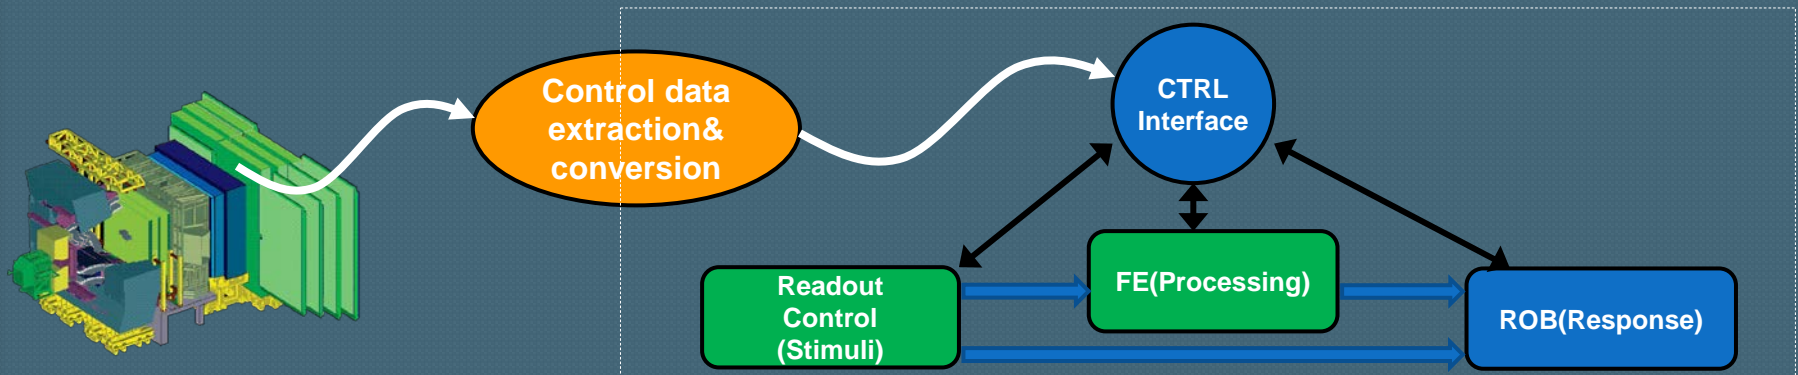 Control data
extraction&
conversion
CTRL
Interface
Readout
Control
(Stimuli)
FE(Processing)
ROB(Response)